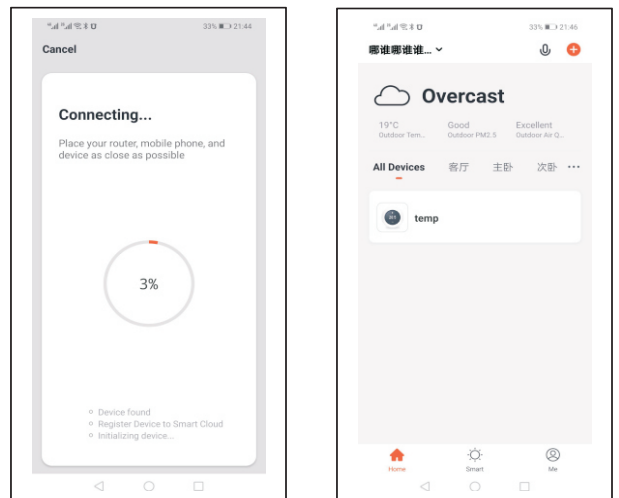 33% 21:44
Cancel
Connecting...
Place your router, mobile phone, and
device as close as possible
3%
Device found
Register Device to Smart Cloud
Initializing device...
33% 21:46
哪谁哪谁谁...
Overcast
19°C Good Excellent
Outdoor Tem.. Outdoor PM2.5 Outdoor Air Q...
All Devices 客厅 主卧 次卧 ...
temp
Home Smart Me